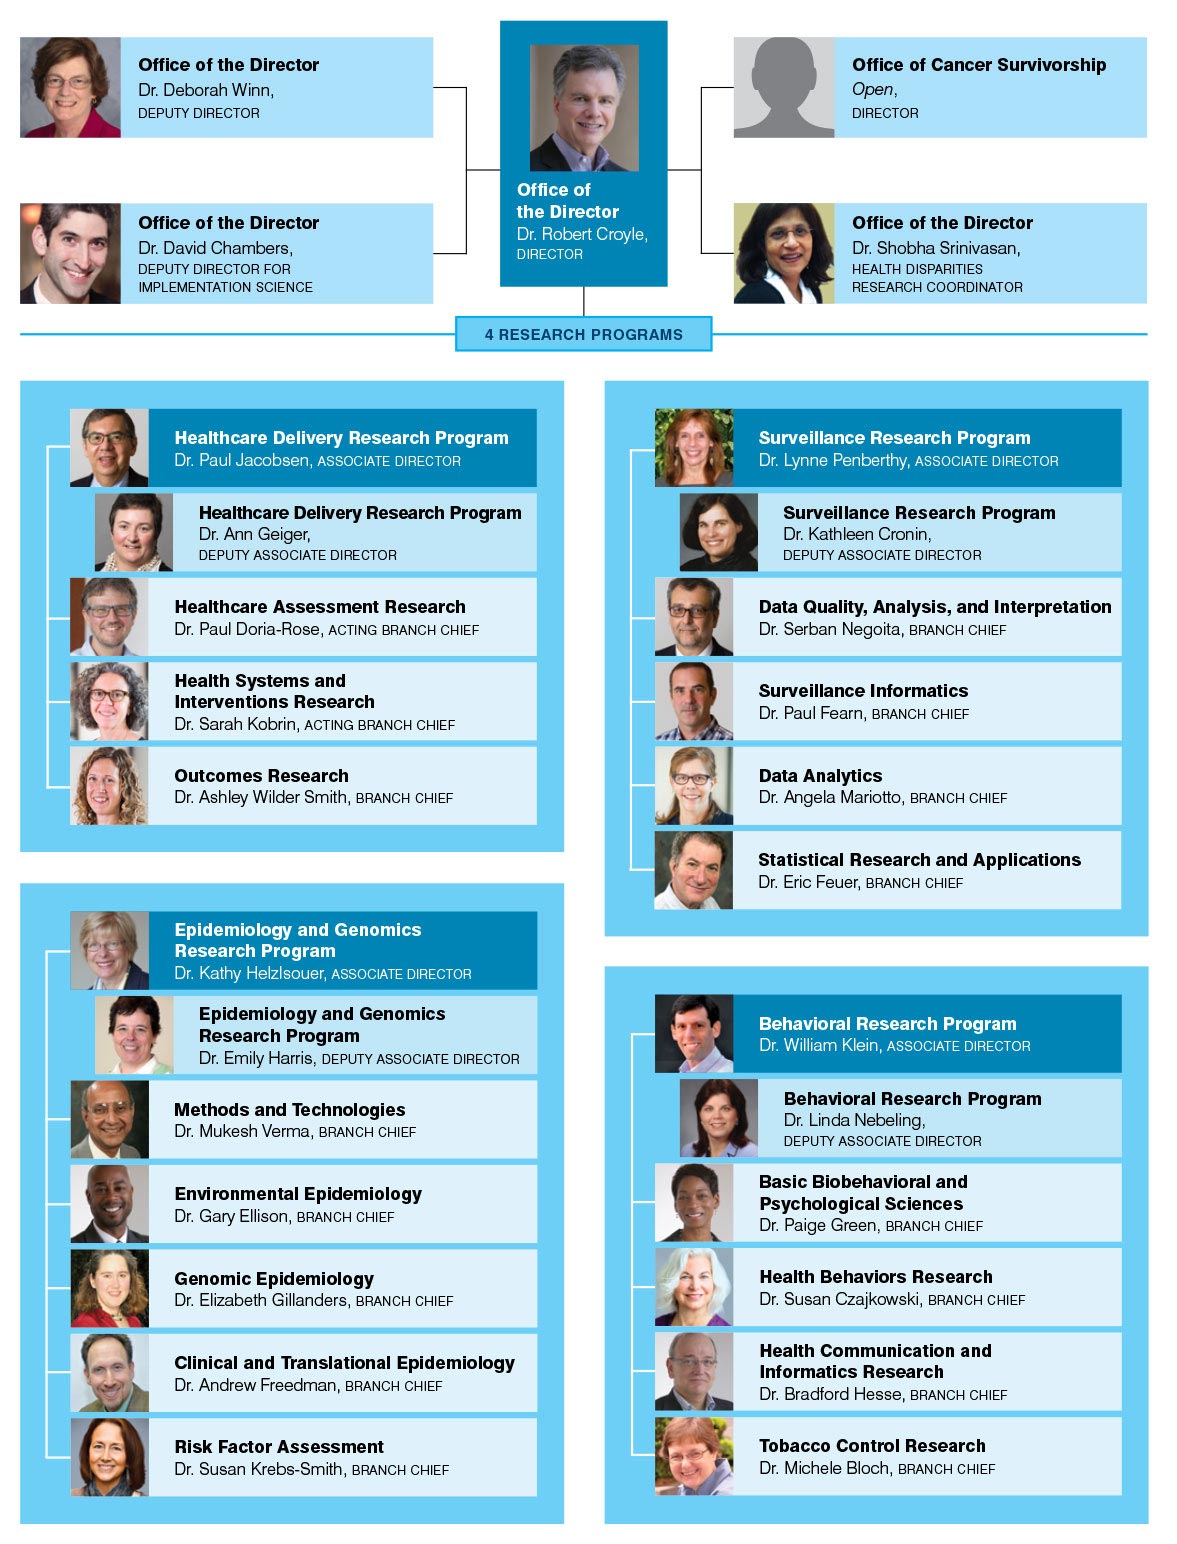 Office of the Director
Dr. Deborah Winn,
DEPUTY DIRECTOR
Office of the Director
Dr. David Chambers,
DEPUTY DIRECTOR FOR
IMPLEMENTATION SCIENCE
Office of
the Director
Dr. Robert Croyle,
DIRECTOR
Office of Cancer Survivorship
Open,
DIRECTOR
Office of the Director
Dr. Shobha Srinivasan,
HEALTH DISPARITIES
RESEARCH COORDINATOR
4 RESEARCH PROGRAMS
Healthcare Delivery Research Program
Dr. Paul Jacobsen, ASSOCIATE DIRECTOR
Healthcare Delivery Research Program
Dr. Ann Geiger,
DEPUTY ASSOCIATE DIRECTOR
Healthcare Assessment Research
Dr. Paul Doria-Rose, ACTING BRANCH CHIEF
Health Systems and
Interventions Research
Dr. Sarah Kobrin, ACTING BRANCH CHIEF
Outcomes Research
Dr. Ashley Wilder Smith, BRANCH CHIEF
Surveillance Research Program
Dr. Lynne Penberthy, ASSOCIATE DIRECTOR
Surveillance Research Program
Dr. Kathleen Cronin,
DEPUTY ASSOCIATE DIRECTOR
Data Quality, Analysis, and Interpretation
Dr. Serban Negoita, BRANCH CHIEF
Surveillance Informatics
Dr. Paul Fearn, BRANCH CHIEF
Data Analytics
Dr. Angela Mariotto, BRANCH CHIEF
Statistical Research and Applications
Dr. Eric Feuer, BRANCH CHIEF
Epidemiology and Genomics
Research Program
Dr. Kathy Helzlsouer, ASSOCIATE DIRECTOR
Epidemiology and Genomics
Research Program
Dr. Emily Harris, DEPUTY ASSOCIATE DIRECTOR
Methods and Technologies
Dr. Mukesh Verma, BRANCH CHIEF
Environmental Epidemiology
Dr. Gary Ellison, BRANCH CHIEF
Genomic Epidemiology
Dr. Elizabeth Gillanders, BRANCH CHIEF
Clinical and Translational Epidemiology
Dr. Andrew Freedman, BRANCH CHIEF
Risk Factor Assessment
Dr. Susan Krebs-Smith, BRANCH CHIEF
Behavioral Research Program
Dr. William Klein, ASSOCIATE DIRECTOR
Behavioral Research Program
Dr. Linda Nebeling,
DEPUTY ASSOCIATE DIRECTOR
Basic Biobehavioral and
Psychological Sciences
Dr. Paige Green, BRANCH CHIEF
Health Behaviors Research
Dr. Susan Czajkowski, BRANCH CHIEF
Health Communication and
Informatics Research
Dr. Bradford Hesse, BRANCH CHIEF
Tobacco Control Research
Dr. Michele Bloch, BRANCH CHIEF